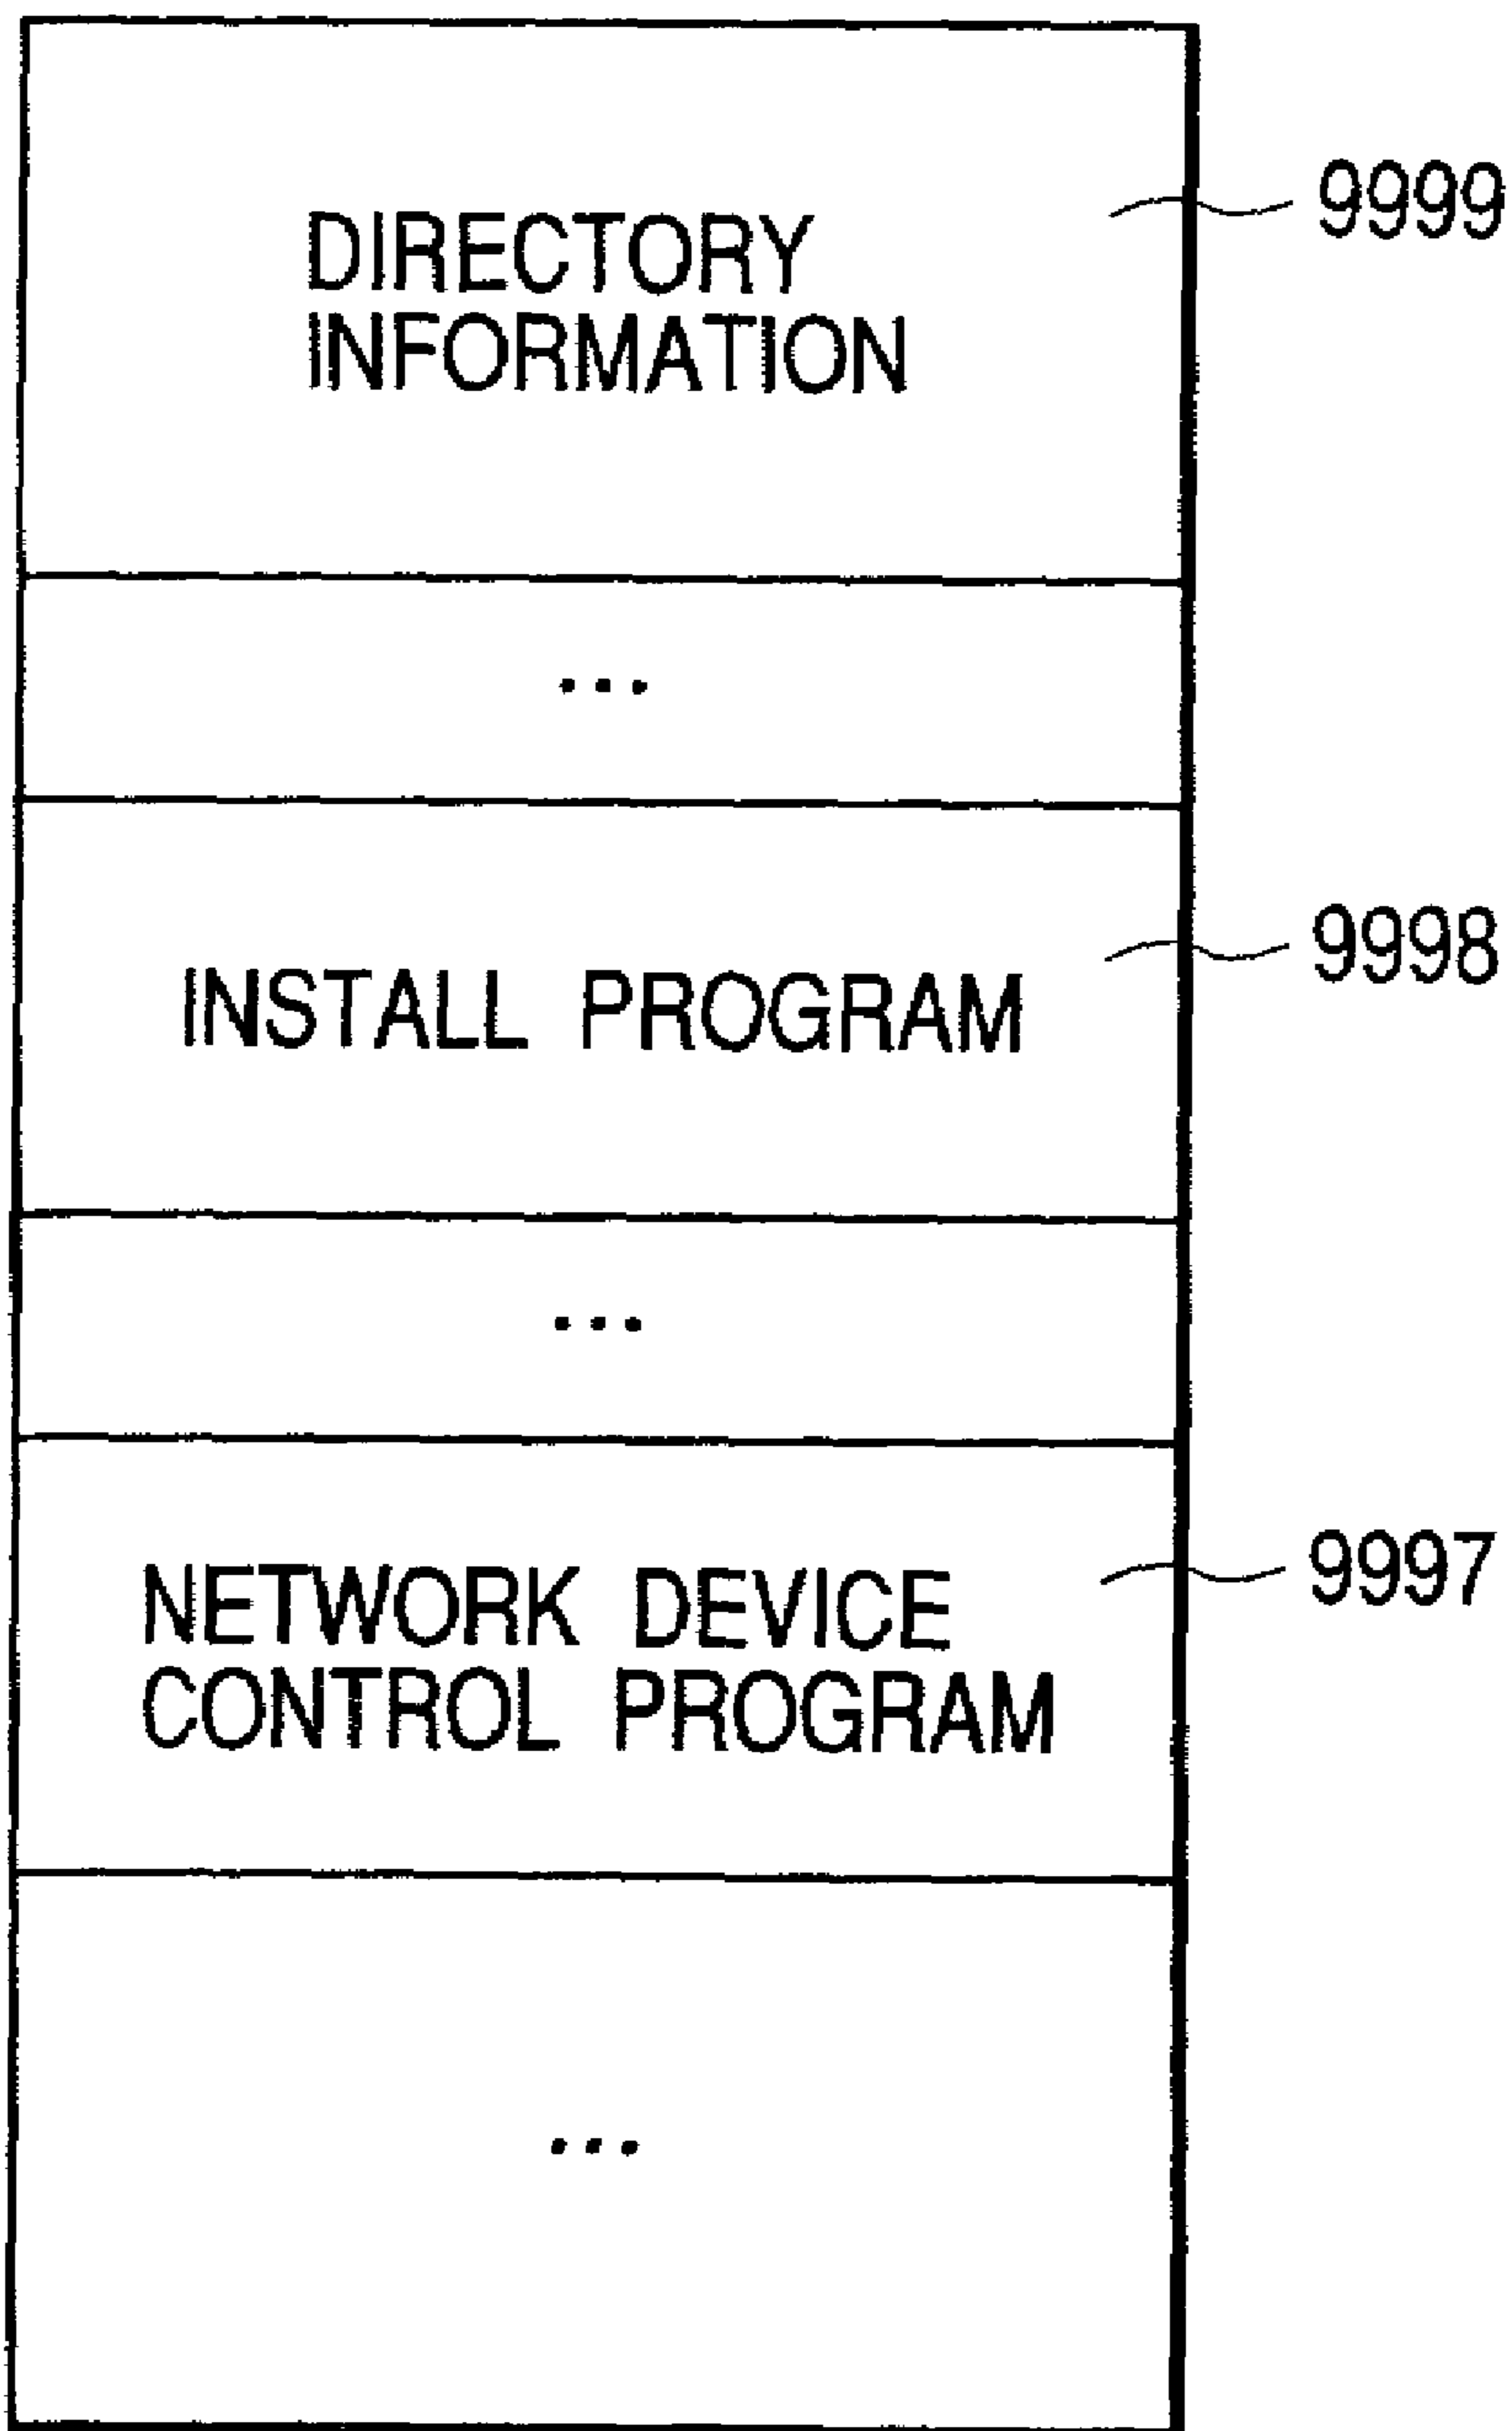 DIRECTORY
INFORMATION
9999
...
INSTALL PROGRAM
9998
...
NETWORK DEVICE
CONTROL PROGRAM
9997
...